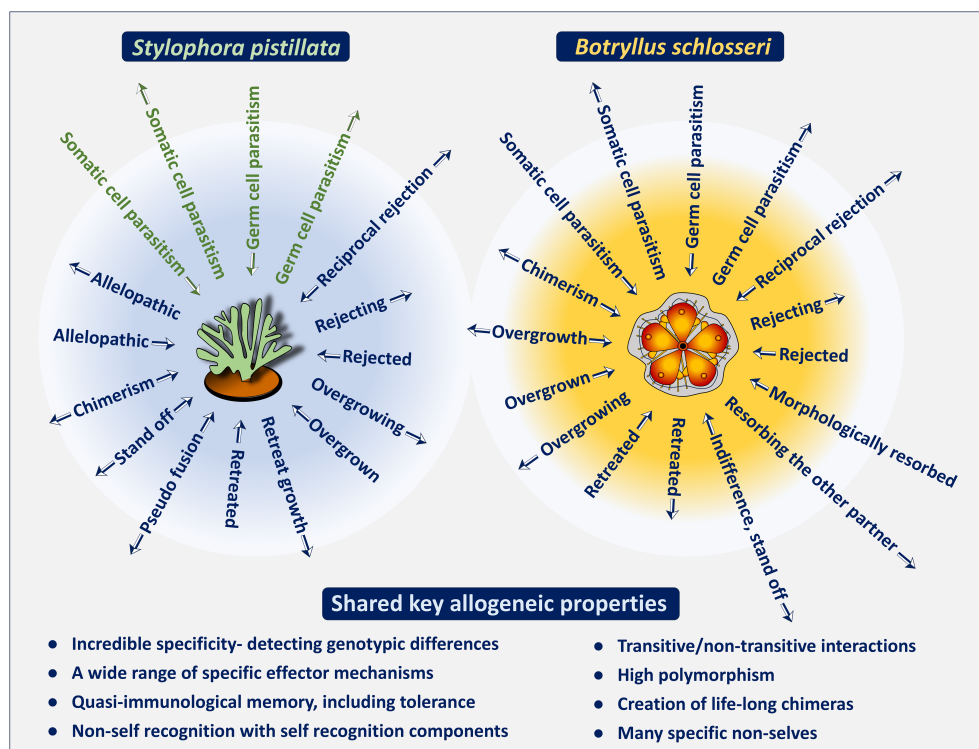 Stylophora pistillata
Botryllus schlosseri
Somatic cell parasitism
Somatic cell parasitism
Germ cell parasitism
Germ cell parasitism
Reciprocal rejection
Rejecting
Rejected
Overgrowing
Overgrown
Retreat growth
Retreated
Pseudo fusion
Stand off
Chimerism
Allelopathic
Allelopathic
Somatic cell parasitism
Somatic cell parasitism
Germ cell parasitism
Germ cell parasitism
Reciprocal rejection
Rejecting
Rejected
Morphologically resorbed
Resorbing the other partner
Indifference, stand off
Retreated
Retreated
Overgrowing
Overgrown
Overgrowth
Chimerism
Shared key allogeneic properties
● Incredible specificity- detecting genotypic differences
● A wide range of specific effector mechanisms
● Quasi-immunological memory, including tolerance
● Non-self recognition with self recognition components
● Transitive/non-transitive interactions
● High polymorphism
● Creation of life-long chimeras
● Many specific non-selves